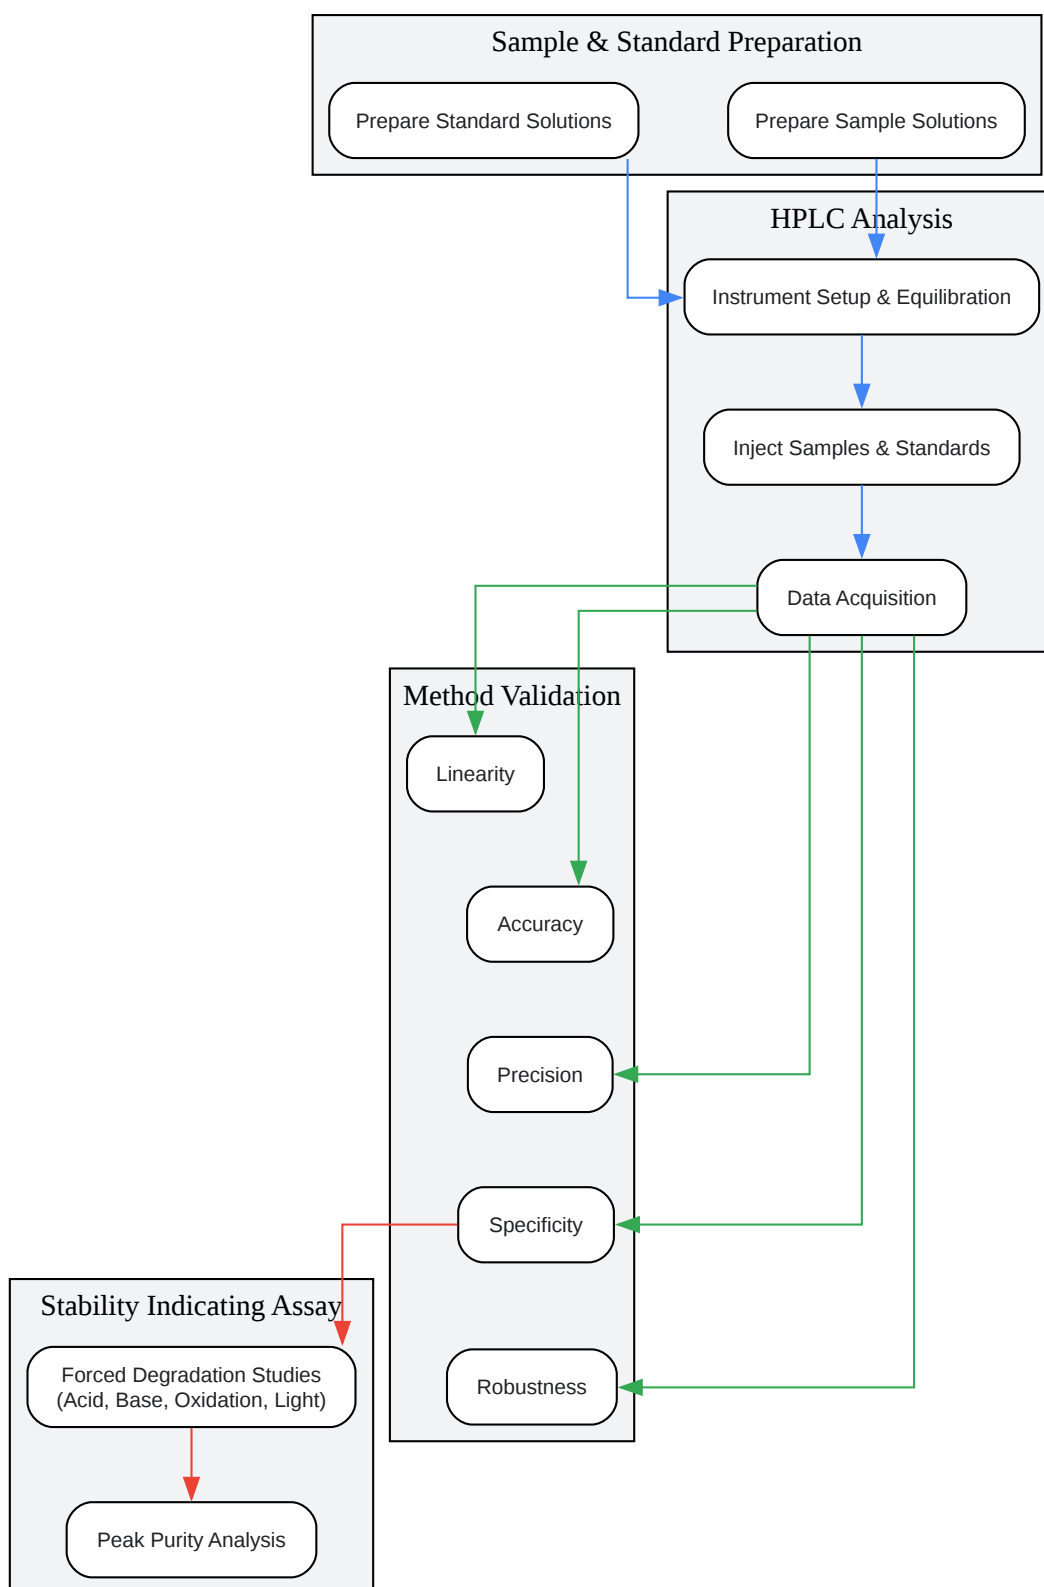 Sample & Standard Preparation
Prepare Standard Solutions
Prepare Sample Solutions
HPLC Analysis
Instrument Setup & Equilibration
Inject Samples & Standards
Data Acquisition
Method Validation
Linearity
Accuracy
Precision
Specificity
Stability Indicating Assay
Forced Degradation Studies
(Acid, Base, Oxidation, Light)
Robustness
Peak Purity Analysis